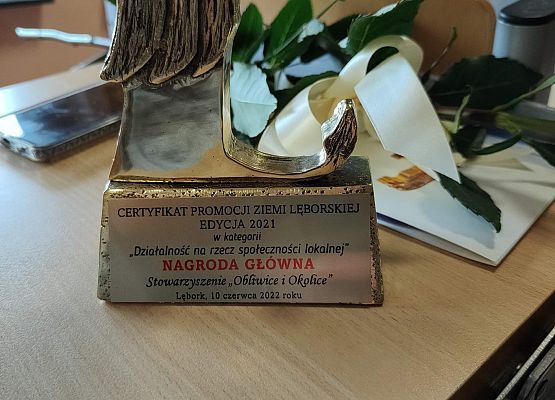 CERTYFIKAT PROMOCJI ZIEMI LĘBORSKIEJ
EDYCJA 2021
w kategorii
„Działalność na rzecz społeczności lokalnej"
NAGRODA GŁÓWNA
Stowarzyszenie „Obliwice i Okolice"
Lębork, 10 czerwca 2022 roku